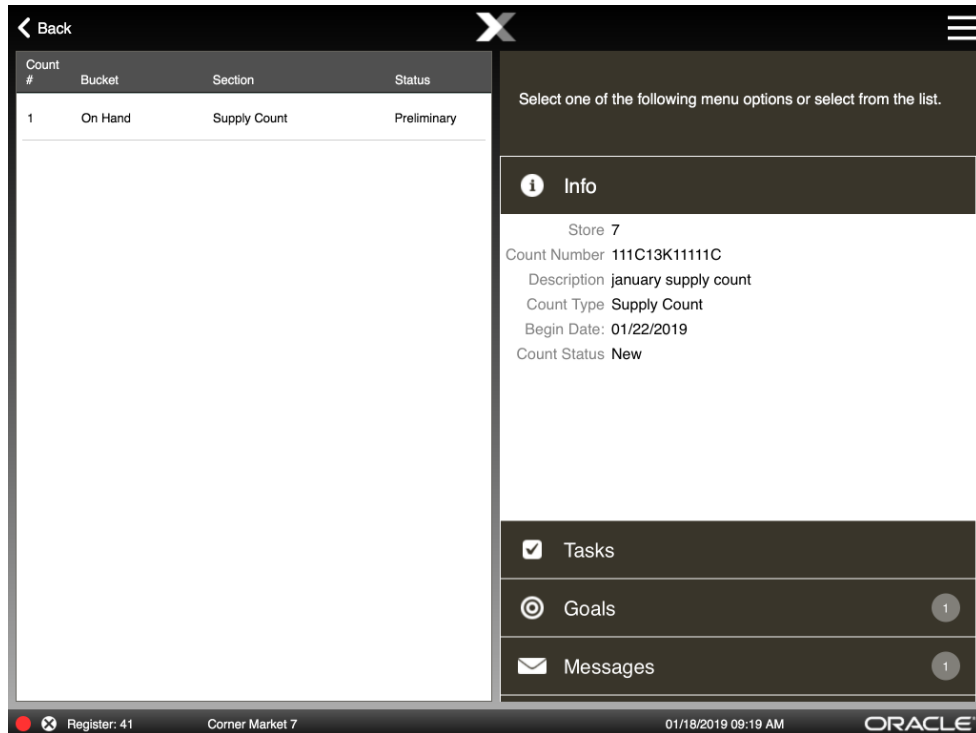 Back
Count
# Bucket Section Status
1 On Hand Supply Count Preliminary
Select one of the following menu options or select from the list.
Info
Store 7
Count Number 111C13K11111C
Description january supply count
Count Type Supply Count
Begin Date: 01/22/2019
Count Status New
Tasks
Goals 1
Messages 1
Register: 41 Corner Market 7 01/18/2019 09:19 AM ORACLE